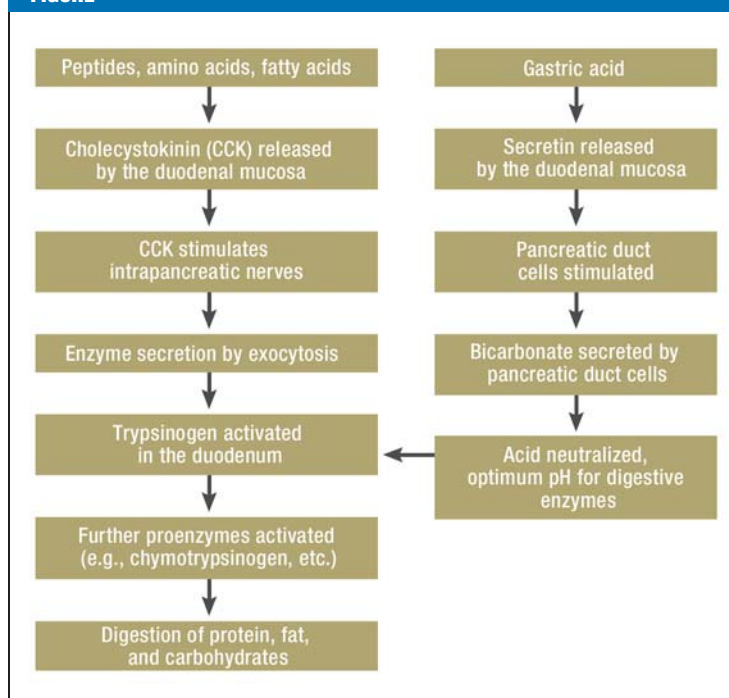 Peptides, amino acids, fatty acids
Cholecystokinin (CCK) released
by the duodenal mucosa
CCK stimulates
intrapancreatic nerves
Enzyme secretion by exocytosis
Trypsinogen activated
in the duodenum
Further proenzymes activated
(e.g., chymotrypsinogen, etc.)
Digestion of protein, fat,
and carbohydrates
Gastric acid
Secretin released
by the duodenal mucosa
Pancreatic duct
cells stimulated
Bicarbonate secreted by
pancreatic duct cells
Acid neutralized,
optimum pH for digestive
enzymes